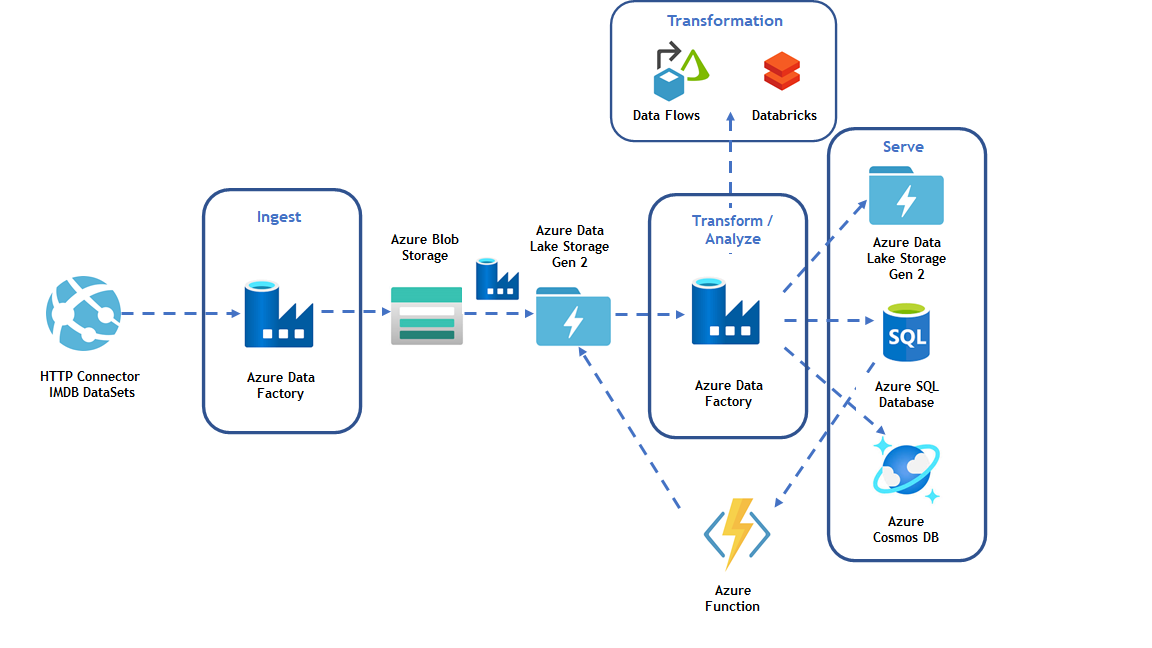 Transformation
Data Flows
Databricks
Serve
Ingest
Transform /
Analyze
Azure Blob
Storage
Azure Data
Lake Storage
Gen 2
Azure Data
Lake Storage
Gen 2
SQL
HTTP Connector
IMDB DataSets
Azure Data
Factory
Azure Data
Factory
Azure SQL
Database
Azure
Cosmos DB
Azure
Function